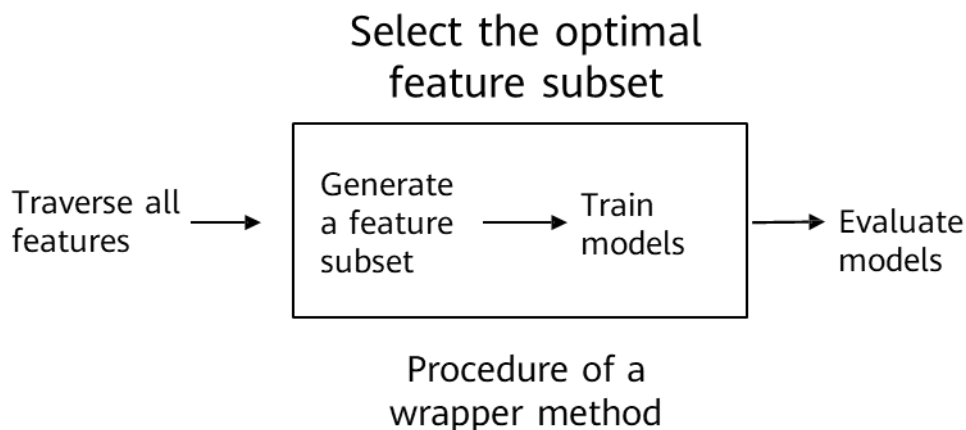 Select the optimal
feature subset
Traverse all
features
Generate
a feature
subset
Train
models
Evaluate
models
Procedure of a
wrapper method